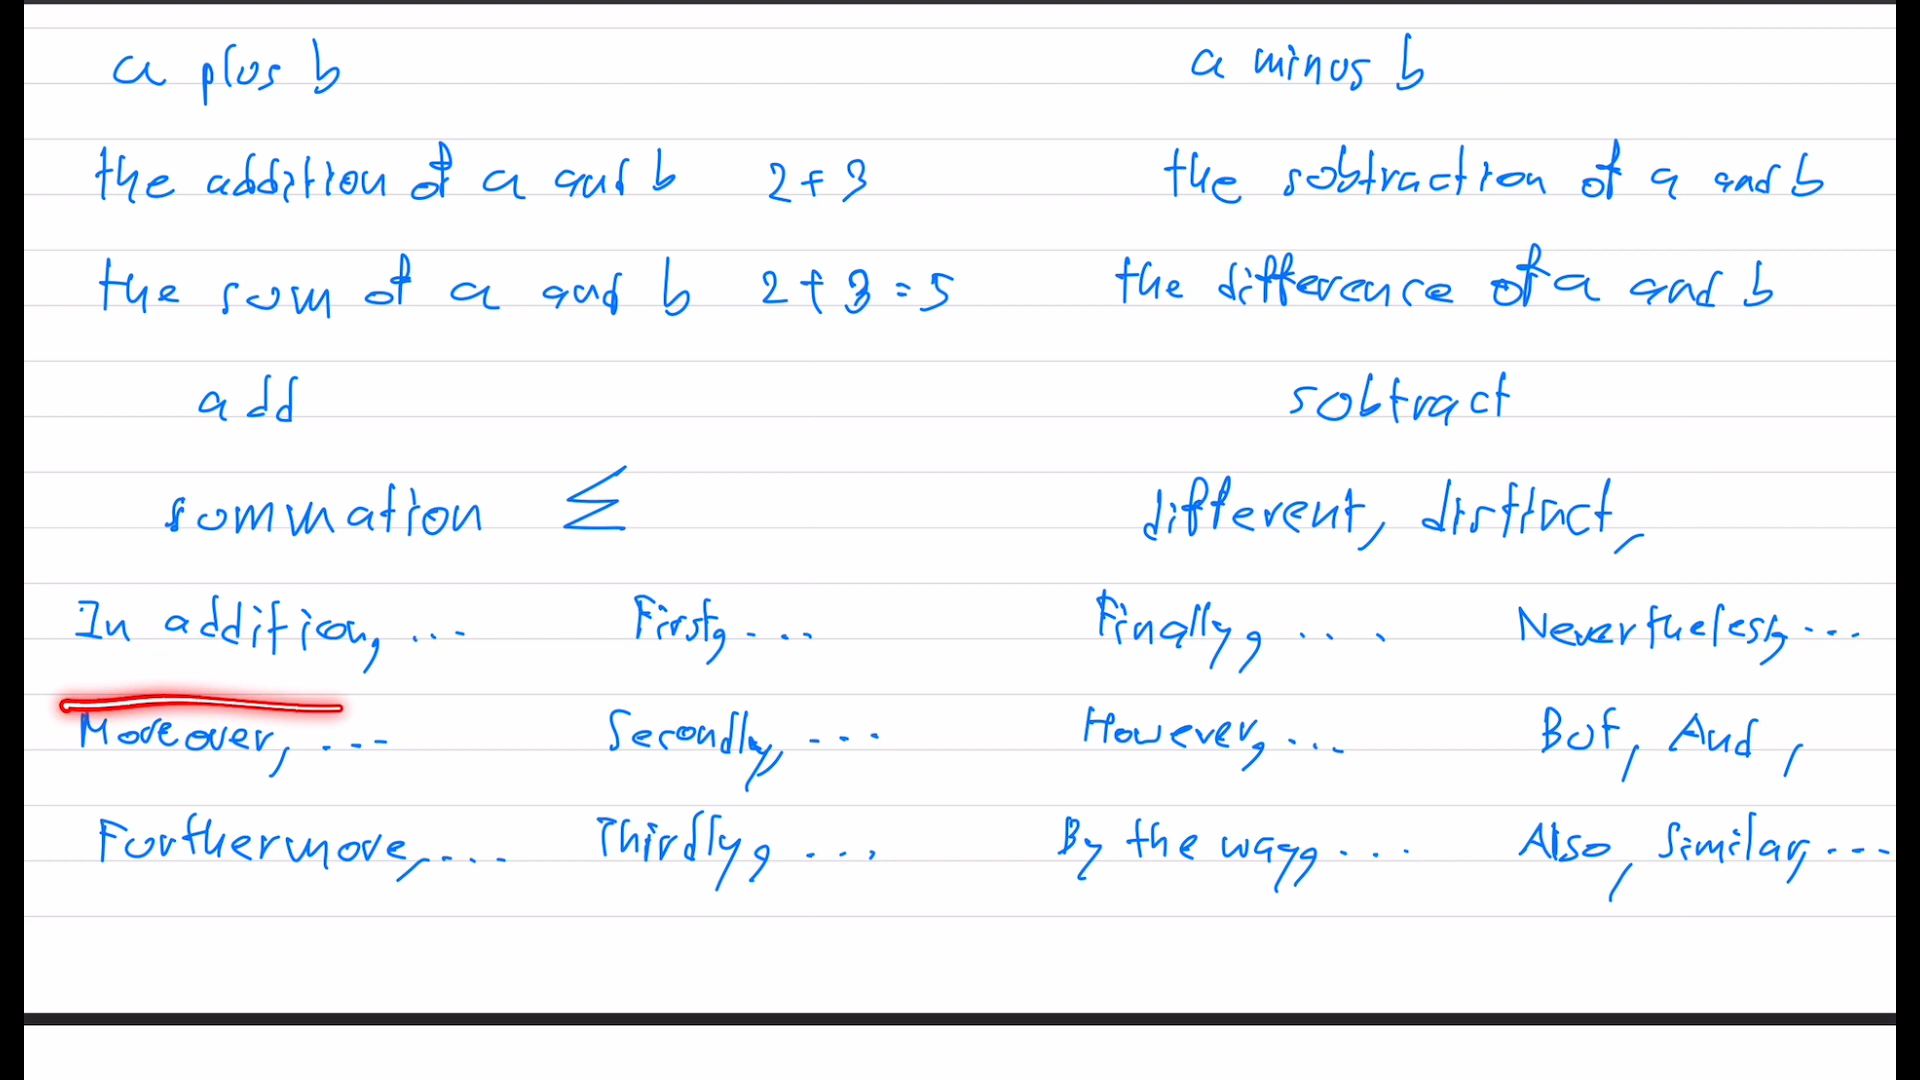 a plus b a minus b
the addition of a and b 2 + 3 the subtraction of a and b
the sum of a and b 2 + 3 = 5 the difference of a and b
add subtract
summation Σ different, distinct,
In addition, ... First, ... Finally, .... Nevertheless, ...
Moreover, ... Secondly, ... However, ... But, And,
Furthermore, ... Thirdly, ... By the way, ... Also, Similar, ...